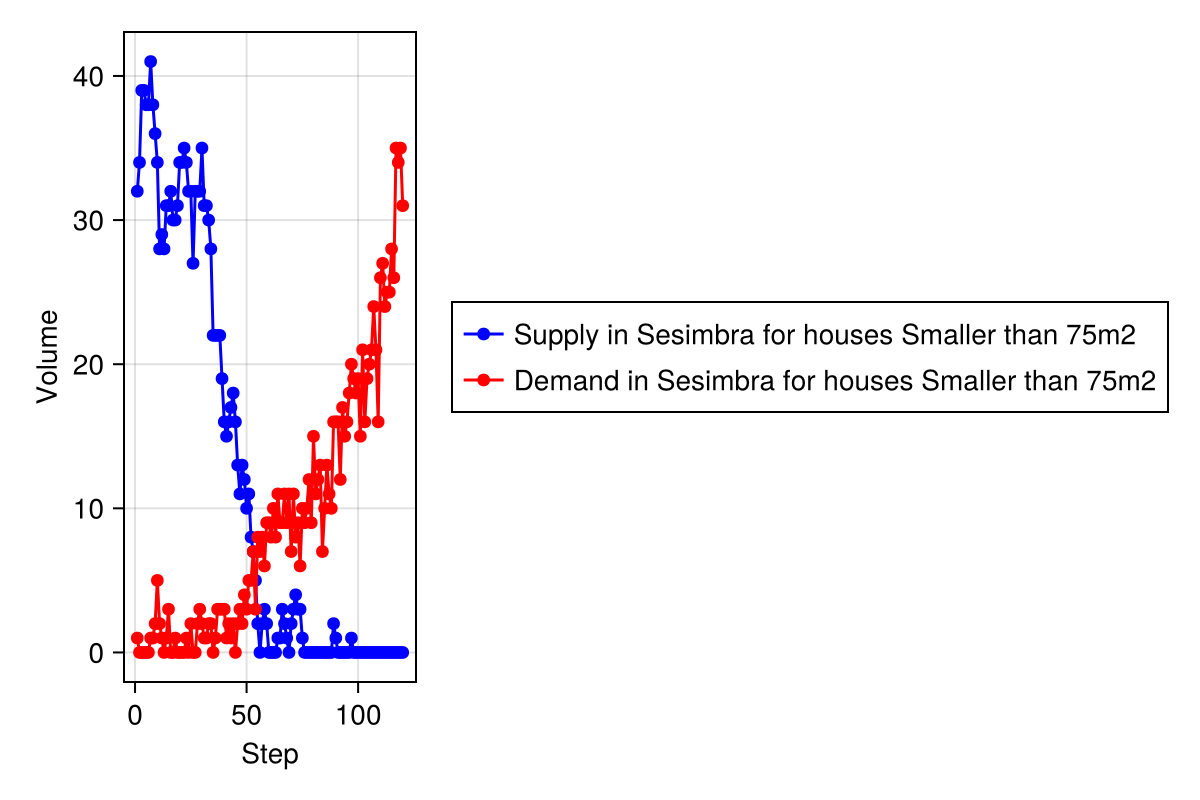 40
30
20
10
0
Volume
0 50 100
Step
Supply in Sesimbra for houses Smaller than 75m2
Demand in Sesimbra for houses Smaller than 75m2